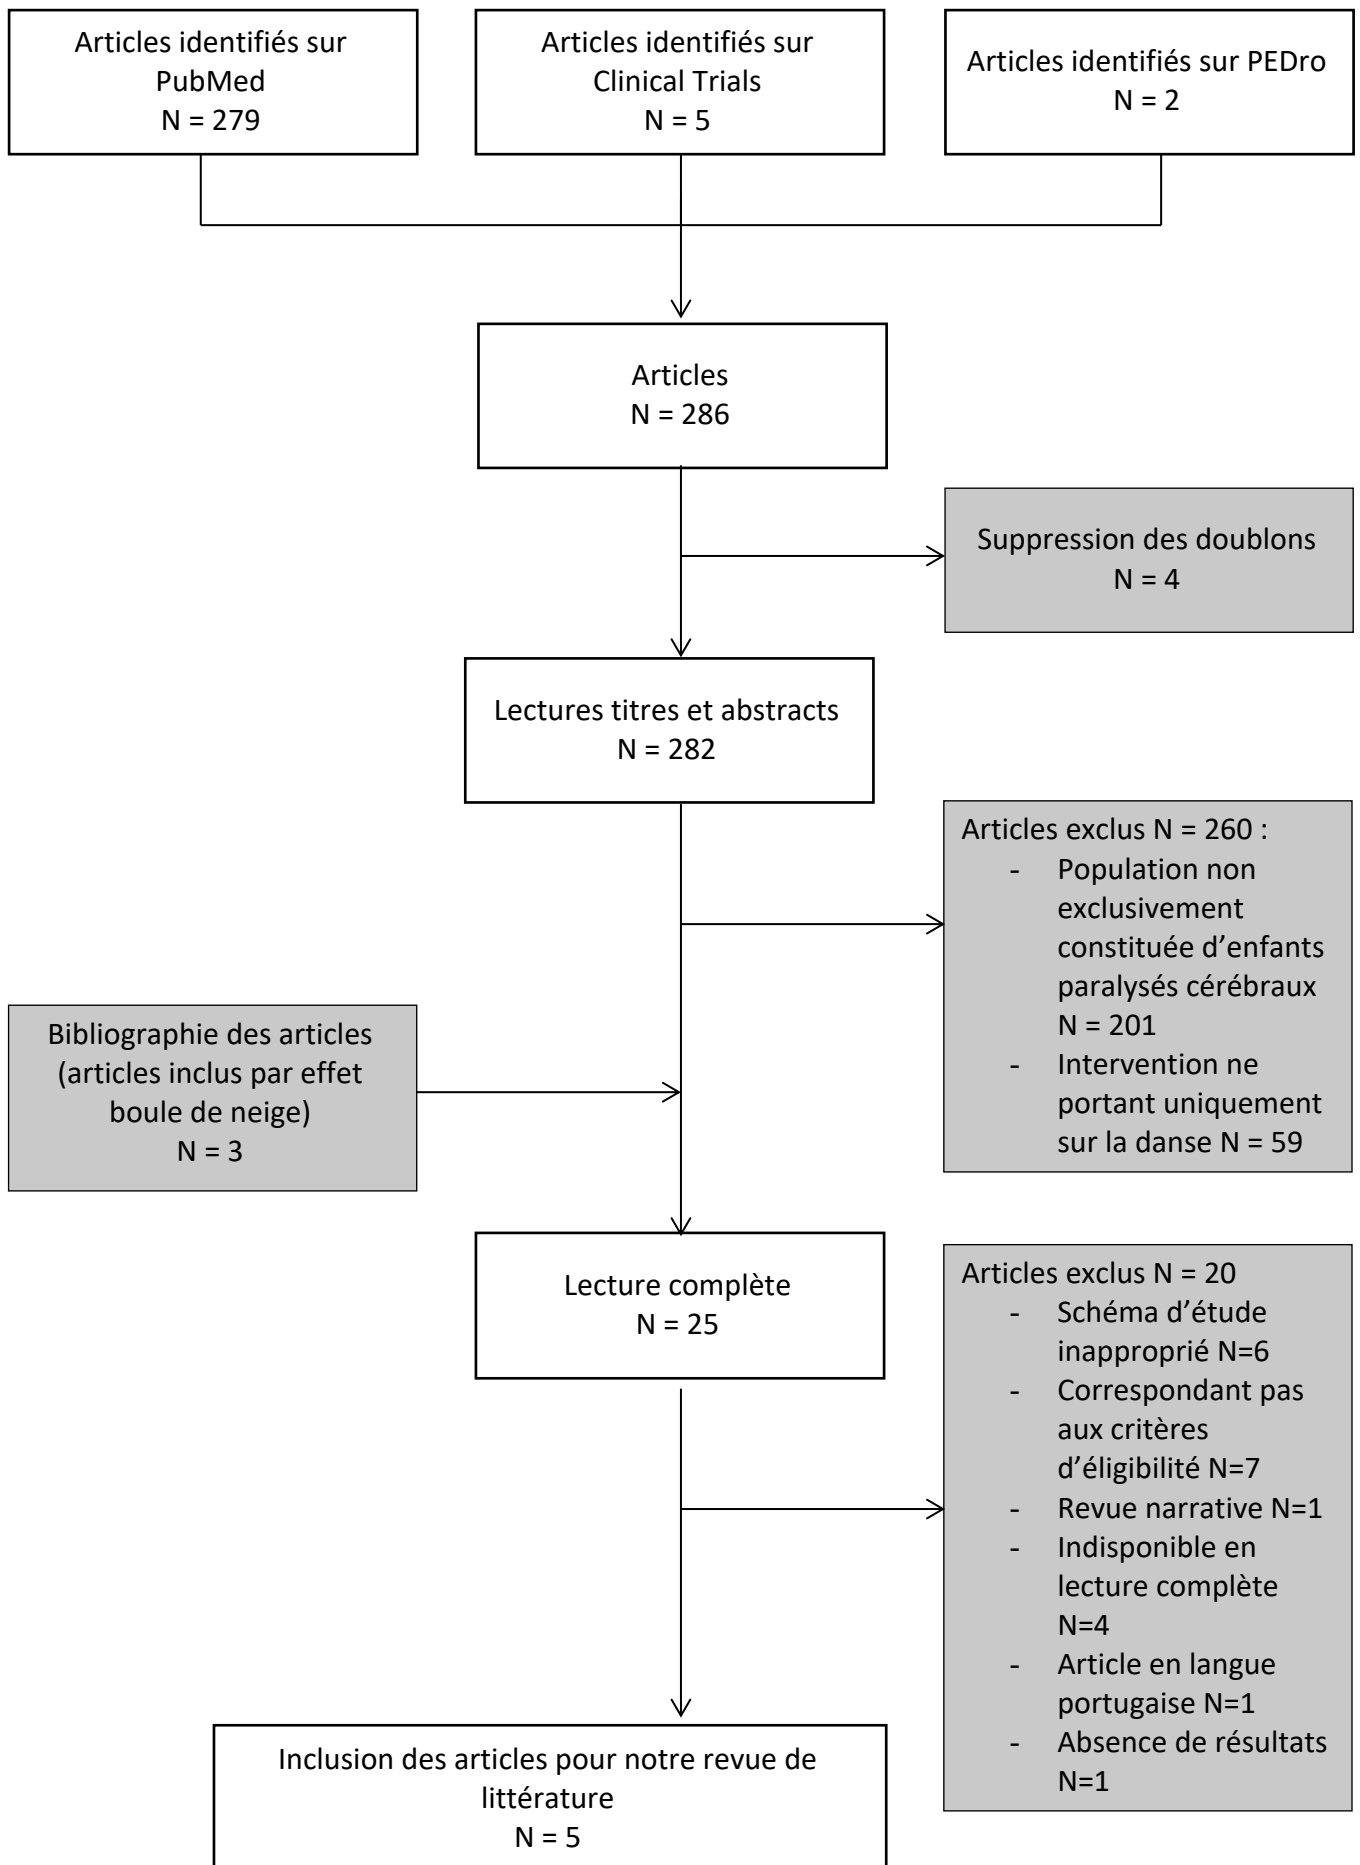 Articles identifiés sur
PubMed
N = 279
Articles identifiés sur
Clinical Trials
N = 5
Articles identifiés sur PEDro
N = 2
Articles
N = 286
Suppression des doublons
N = 4
Lectures titres et abstracts
N = 282
Articles exclus N = 260 :
- Population non
exclusivement
constituée d’enfants
paralysés cérébraux
N = 201
- Intervention ne
portant uniquement
sur la danse N = 59
Bibliographie des articles
(articles inclus par effet
boule de neige)
N = 3
Lecture complète
N = 25
Articles exclus N = 20
- Schéma d’étude
inapproprié N=6
- Correspondant pas
aux critères
d’éligibilité N=7
- Revue narrative N=1
- Indisponible en
lecture complète
N=4
- Article en langue
portugaise N=1
- Absence de résultats
N=1
Inclusion des articles pour notre revue de
littérature
N = 5